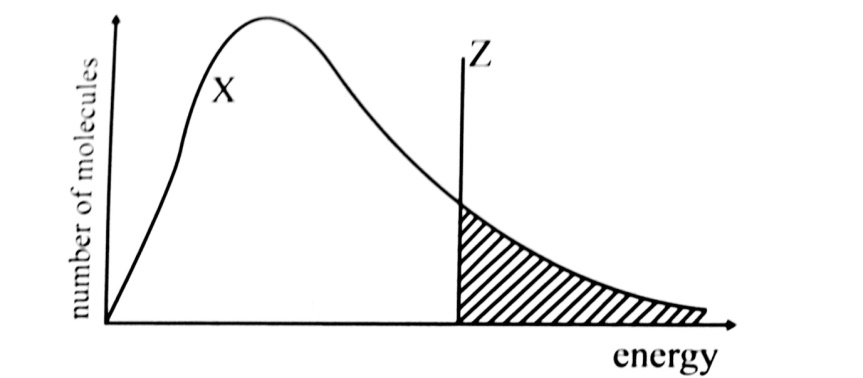 number of molecules
X
Z
energy